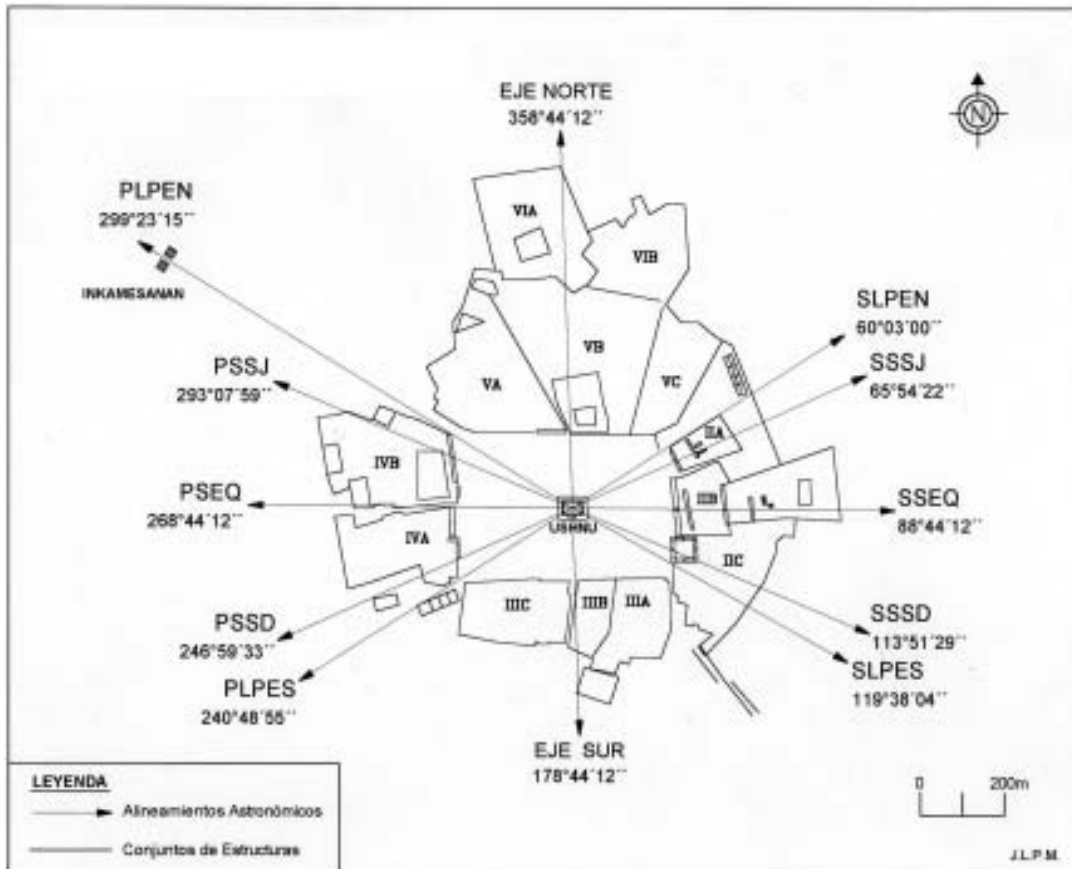 EJE NORTE
358°44´12´´
N
PLPEN
299°23´15´´
INKAMESANAN
VIA
VIB
SLPEN
60°03´00´´
SSSJ
65°54´22´´
PSSJ
293°07´59´´
VA
VB
VC
IIA
IVB
PSEQ
268°44´12´´
USHNU
IIB
SSEQ
88°44´12´´
IVA
IIC
PSSD
246°59´33´´
IIIC
IIIB
IIIA
SSSD
113°51´29´´
PLPES
240°48´55´´
SLPES
119°38´04´´
EJE SUR
178°44´12´´
LEYENDA
Alineamientos Astronómicos
Conjuntos de Estructuras
0 200m
J.L.P.M.